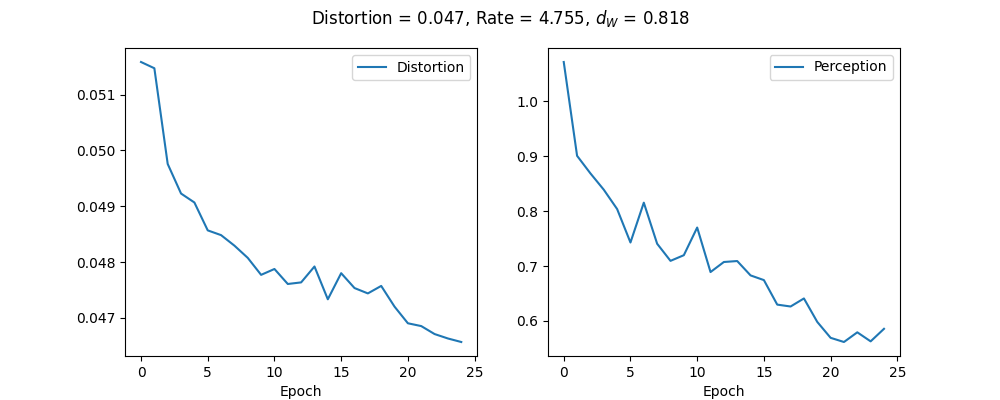 Distortion = 0.047, Rate = 4.755, d_W = 0.818
Distortion
0.051
0.050
0.049
0.048
0.047
0 5 10 15 20 25
Epoch
Perception
1.0
0.9
0.8
0.7
0.6
0 5 10 15 20 25
Epoch